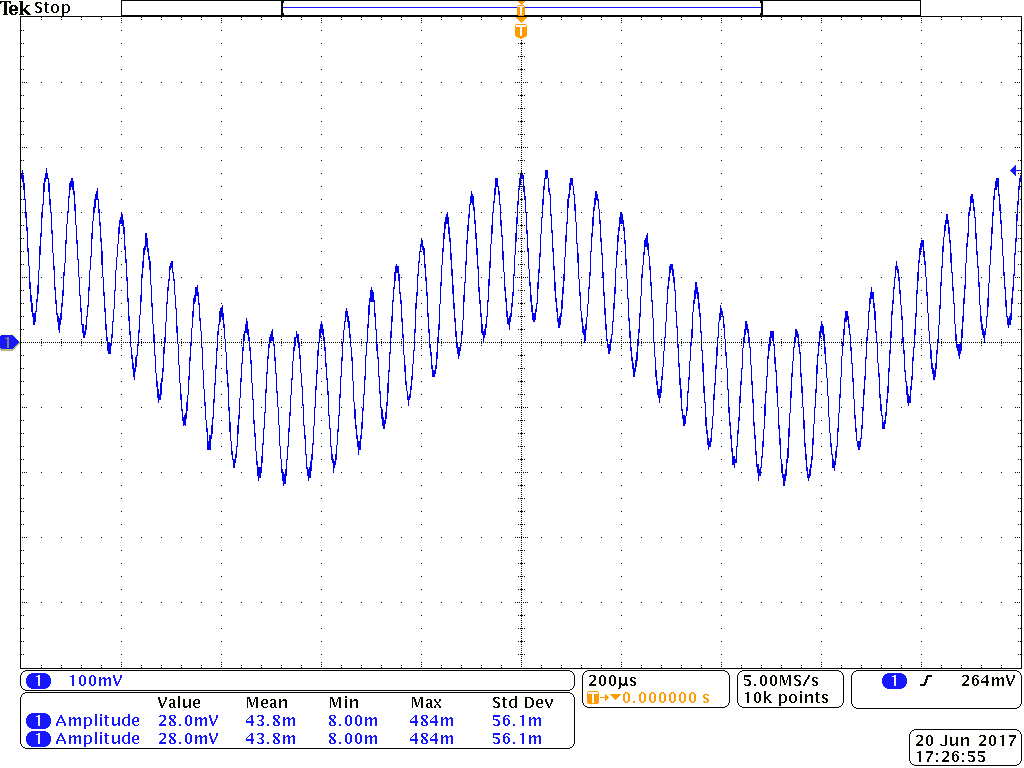 Tek Stop
T
T
1
1 100mV
Value Mean Min Max Std Dev
1 Amplitude 28.0mV 43.8m 8.00m 484m 56.1m
1 Amplitude 28.0mV 43.8m 8.00m 484m 56.1m
200µs
T→▼0.000000 s
5.00MS/s
10k points
1 ƒ 264mV
20 Jun 2017
17:26:55